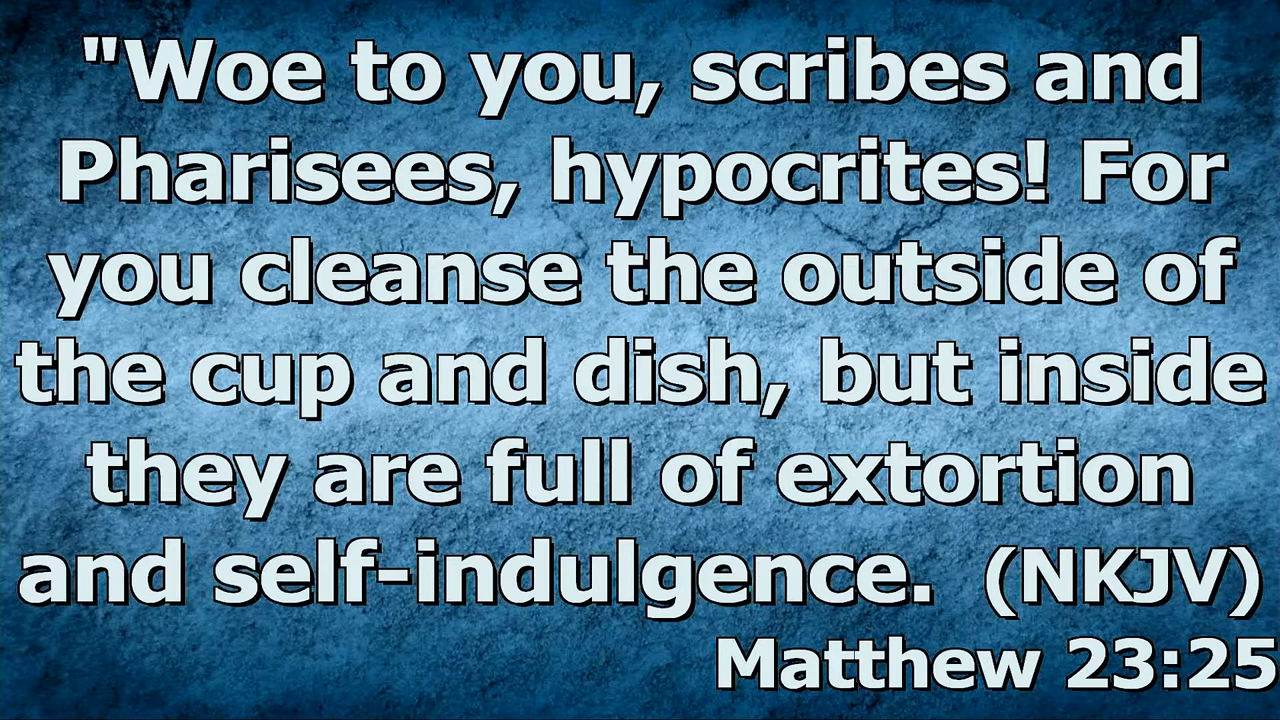 "Woe to you, scribes and
Pharisees, hypocrites! For
you cleanse the outside of
the cup and dish, but inside
they are full of extortion
and self-indulgence. (NKJV)
Matthew 23:25